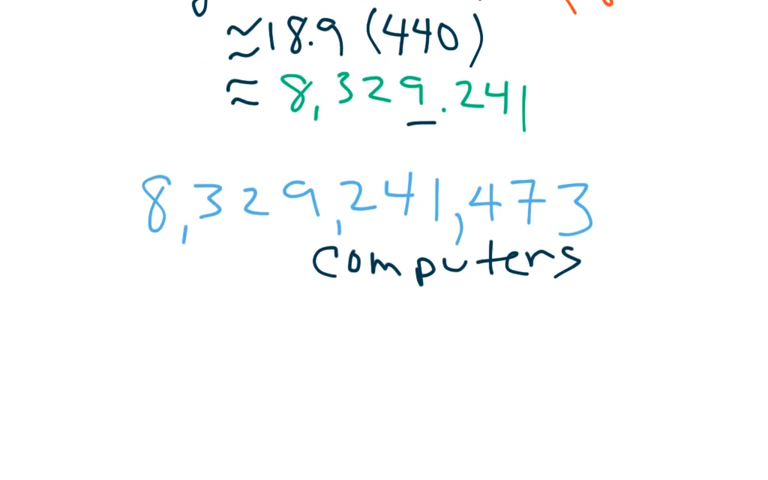 ≈18.9 (440)
≈ 8,329.241
8,329,241,473
computers